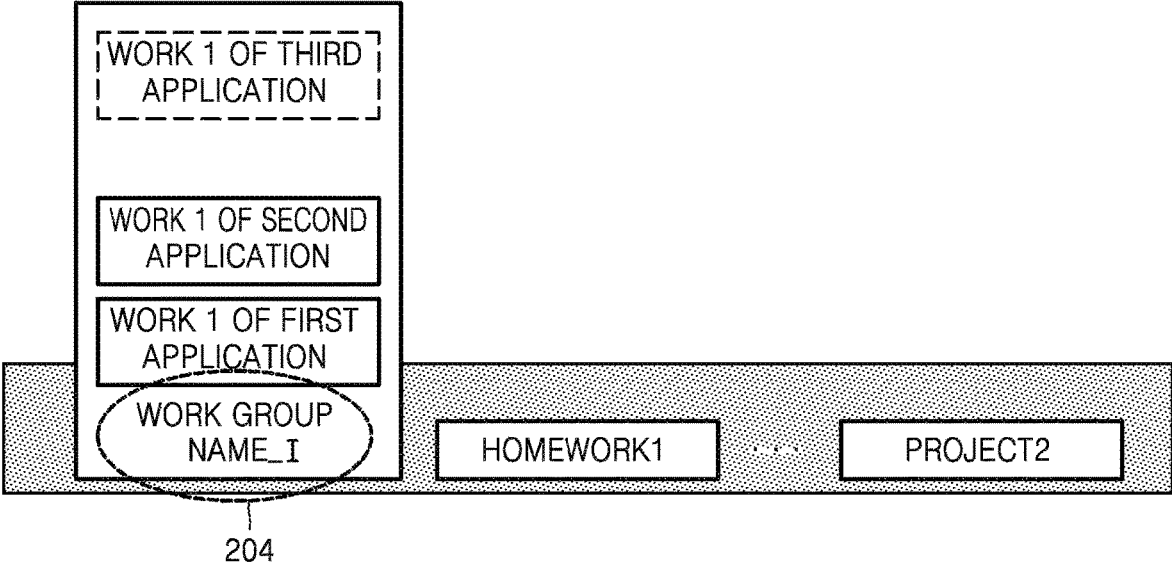 WORK 1 OF THIRD
APPLICATION
WORK 1 OF SECOND
APPLICATION
WORK 1 OF FIRST
APPLICATION
WORK GROUP
NAME_I
HOMEWORK1
...
PROJECT2
204